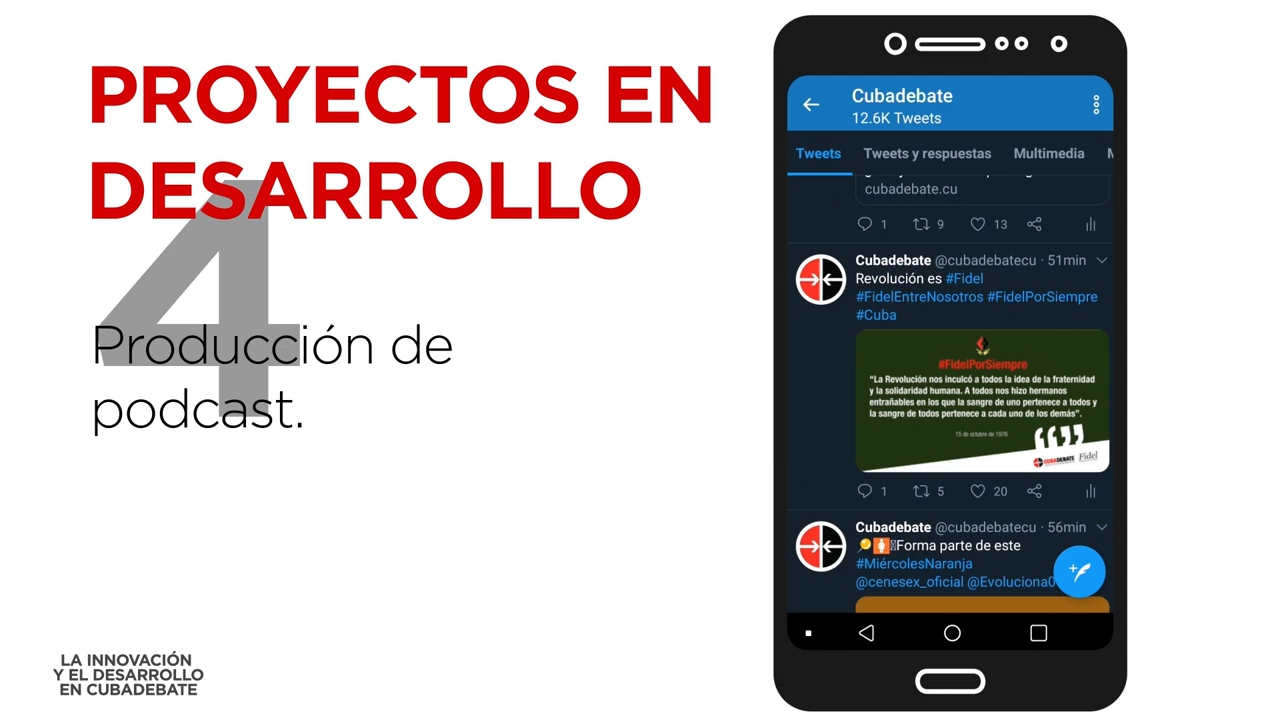 PROYECTOS EN
DESARROLLO
4
Producción de
podcast.
LA INNOVACIÓN
Y EL DESARROLLO
EN CUBADEBATE
Cubadebate
12.6K Tweets
Tweets Tweets y respuestas Multimedia
cubadebate.cu
1 9 13
Cubadebate @cubadebatecu · 51min
Revolución es #Fidel
#FidelEntreNosotros #FidelPorSiempre
#Cuba
#FidelPorSiempre
“La Revolución nos inculcó a todos la idea de la fraternidad
y la solidaridad humana. A todos nos hizo hermanos
entrañables en los que la sangre de uno pertenece a todos y
la sangre de todos pertenece a cada uno de los demás”.
15 de octubre de 1976
CUBADEBATE Fidel
1 5 20
Cubadebate @cubadebatecu · 56min
Forma parte de este
#MiércolesNaranja
@cenesex_oficial @Evoluciona0